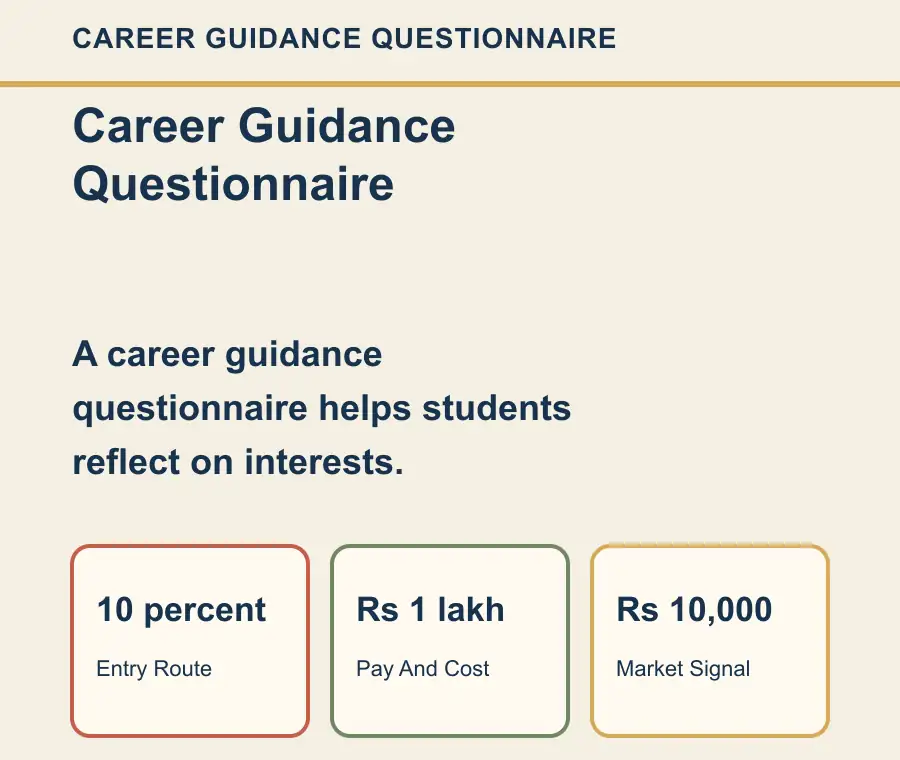 CAREER GUIDANCE QUESTIONNAIRE
Career Guidance
Questionnaire
A career guidance
questionnaire helps students
reflect on interests.
10 percent
Entry Route
Rs 1 lakh
Pay And Cost
Rs 10,000
Market Signal